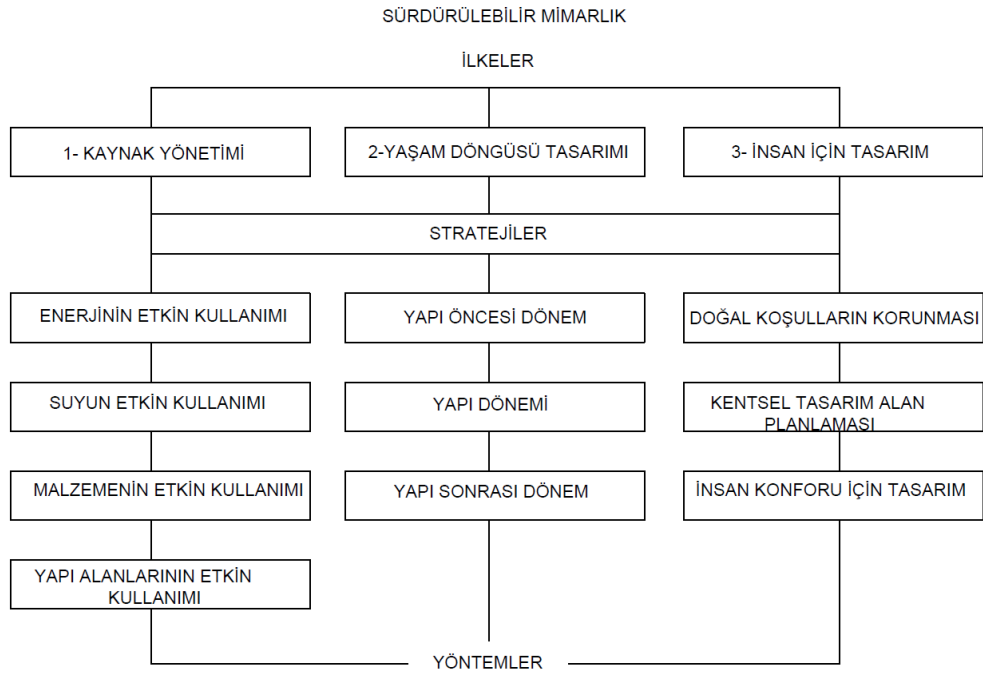 SÜRDÜRÜLEBİLİR MİMARLIK
İLKELER
1- KAYNAK YÖNETİMİ
2-YAŞAM DÖNGÜSÜ TASARIMI
3- İNSAN İÇİN TASARIM
STRATEJİLER
ENERJİNİN ETKİN KULLANIMI
YAPI ÖNCESİ DÖNEM
DOĞAL KOŞULLARIN KORUNMASI
SUYUN ETKİN KULLANIMI
YAPI DÖNEMİ
KENTSEL TASARIM ALAN
PLANLAMASI
MALZEMENİN ETKİN KULLANIMI
YAPI SONRASI DÖNEM
İNSAN KONFORU İÇİN TASARIM
YAPI ALANLARININ ETKİN
KULLANIMI
YÖNTEMLER